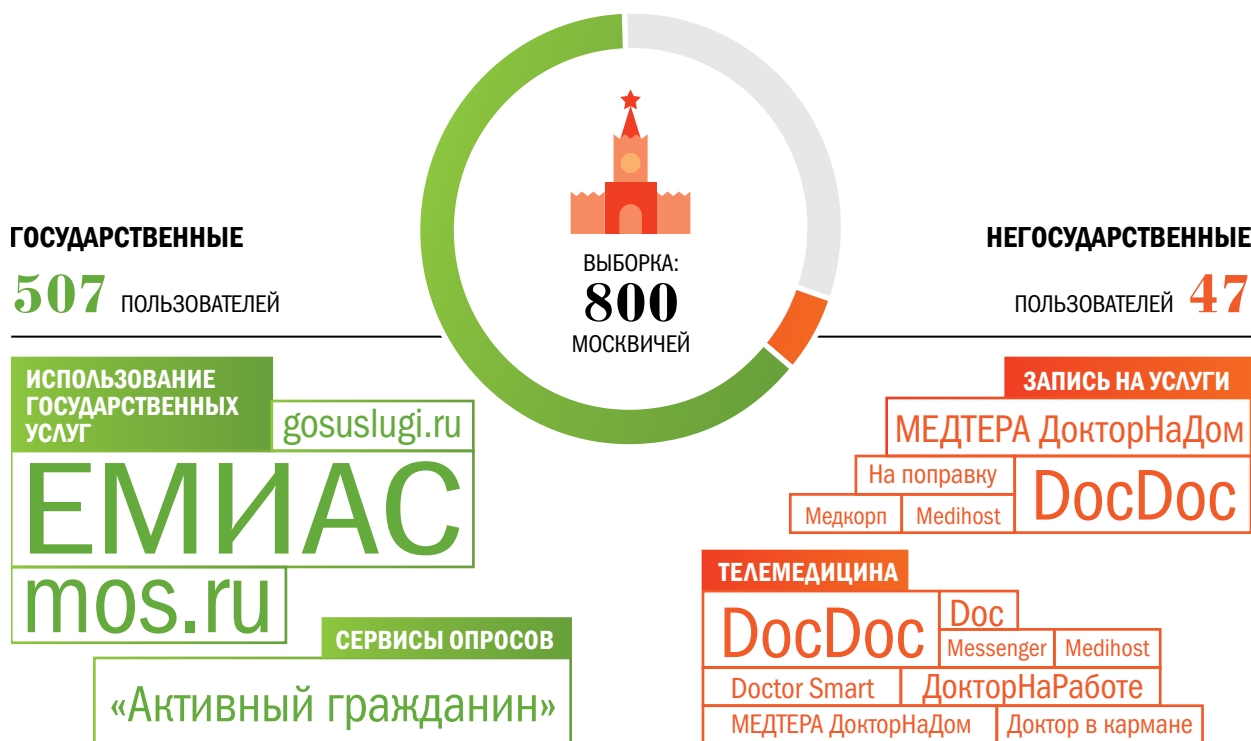 ВЫБОРКА:
800
МОСКВИЧЕЙ
ГОСУДАРСТВЕННЫЕ
507 ПОЛЬЗОВАТЕЛЕЙ
ИСПОЛЬЗОВАНИЕ
ГОСУДАРСТВЕННЫХ
УСЛУГ
gosuslugi.ru
ЕМИАС
mos.ru
СЕРВИСЫ ОПРОСОВ
«Активный гражданин»
НЕГОСУДАРСТВЕННЫЕ
ПОЛЬЗОВАТЕЛЕЙ 47
ЗАПИСЬ НА УСЛУГИ
МЕДТЕРА ДокторНаДом
На поправку
DocDoc
Медкорп
Medihost
ТЕЛЕМЕДИЦИНА
DocDoc
Doc
Messenger
Medihost
Doctor Smart
ДокторНаРаботе
МЕДТЕРА ДокторНаДом
Доктор в кармане